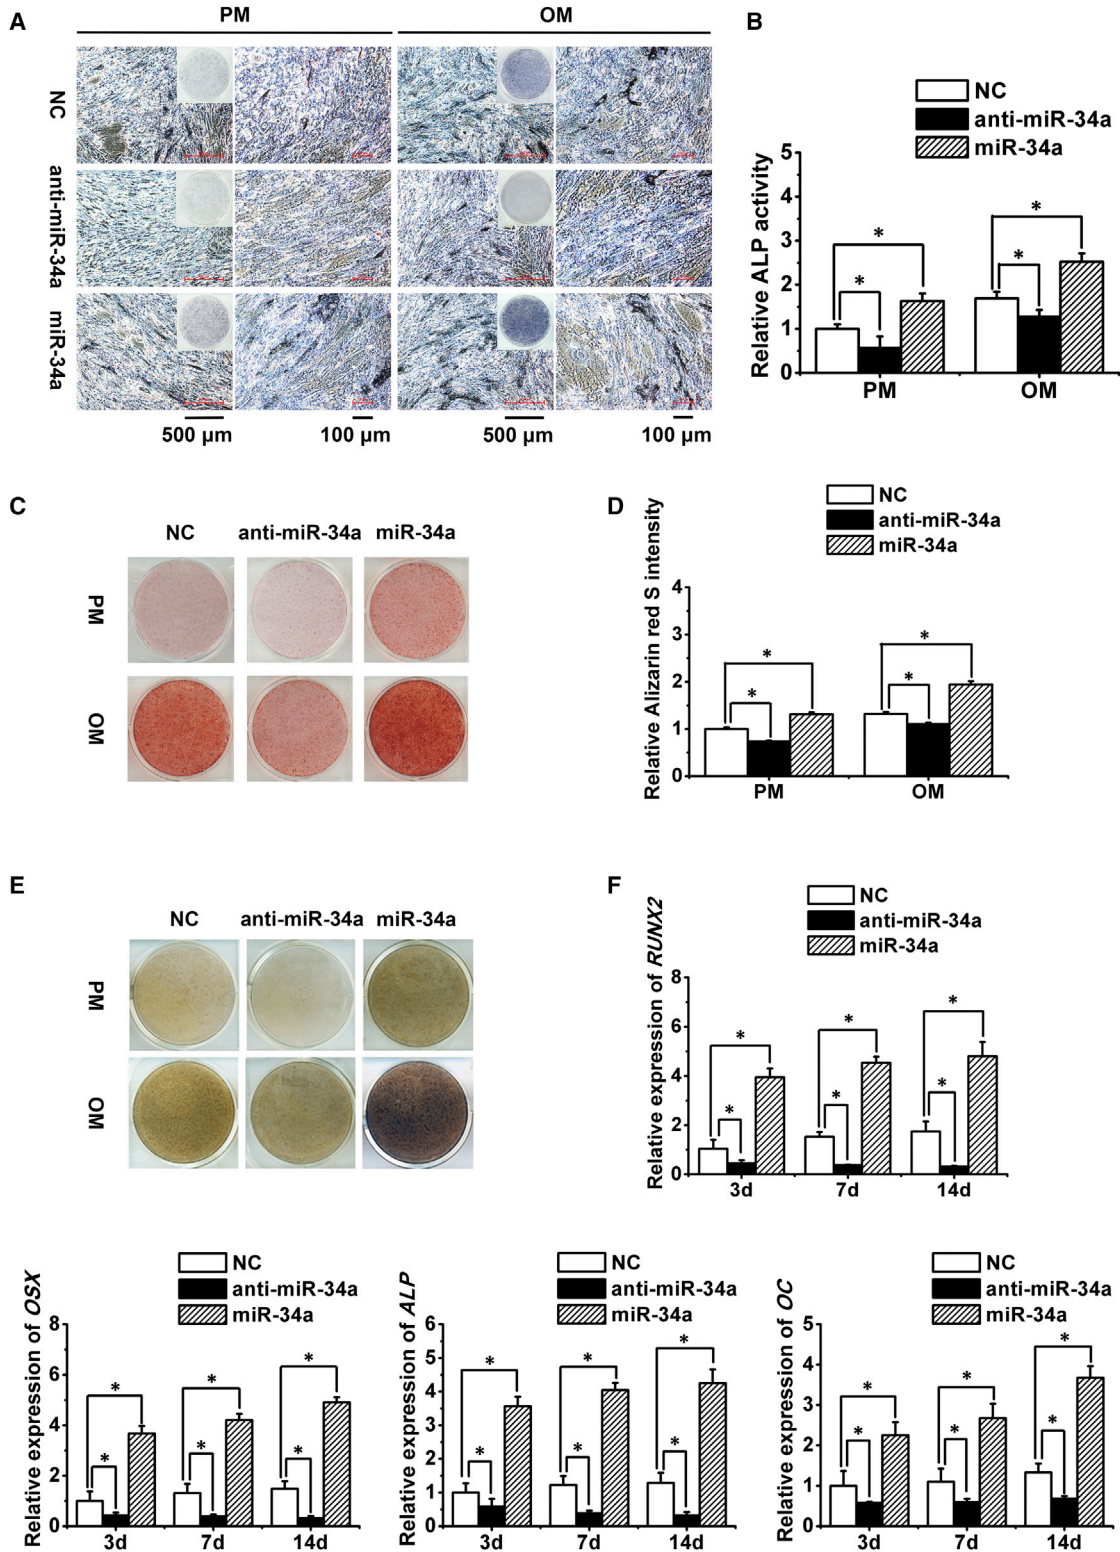 A
PM
OM
NC
anti-miR-34a
miR-34a
500 µm
100 µm
500 µm
100 µm
B
NC
anti-miR-34a
miR-34a
Relative ALP activity
5
4
3
2
1
0
*
*
*
*
PM
OM
C
NC
anti-miR-34a
miR-34a
PM
OM
D
NC
anti-miR-34a
miR-34a
Relative Alizarin red S intensity
4
3
2
1
0
*
*
*
*
PM
OM
E
NC
anti-miR-34a
miR-34a
PM
OM
F
NC
anti-miR-34a
miR-34a
Relative expression of RUNX2
8
6
4
2
0
*
*
*
*
*
*
3d
7d
14d
NC
anti-miR-34a
miR-34a
Relative expression of OSX
8
6
4
2
0
*
*
*
*
*
*
3d
7d
14d
NC
anti-miR-34a
miR-34a
Relative expression of ALP
6
5
4
3
2
1
0
*
*
*
*
*
*
3d
7d
14d
NC
anti-miR-34a
miR-34a
Relative expression of OC
5
4
3
2
1
0
*
*
*
*
*
*
3d
7d
14d